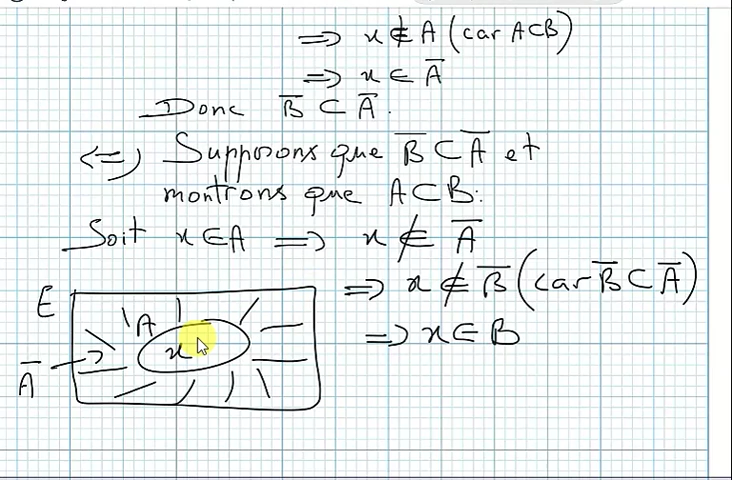 ⇒ x ∉ A (car A⊂B)
⇒ x ∈ A̅
Donc B̅ ⊂ A̅.
⇐) Supposons que B̅ ⊂ A̅ et
montrons que A⊂B:
Soit x∈A ⇒ x ∉ A̅
⇒ x ∉ B̅ (car B̅ ⊂ A̅)
⇒ x ∈ B
E
A
x
A̅